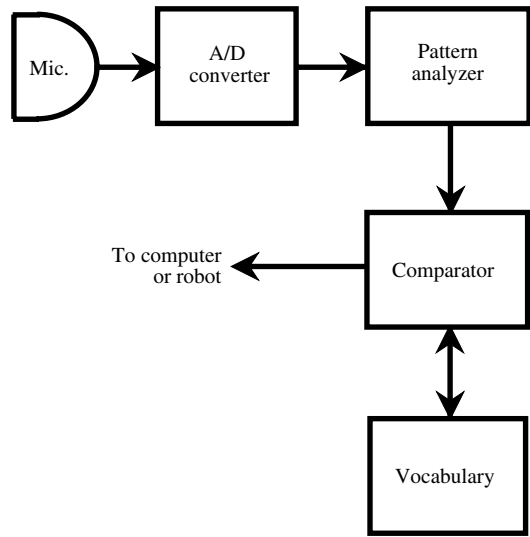 Mic.
A/D
converter
Pattern
analyzer
To computer
or robot
Comparator
Vocabulary